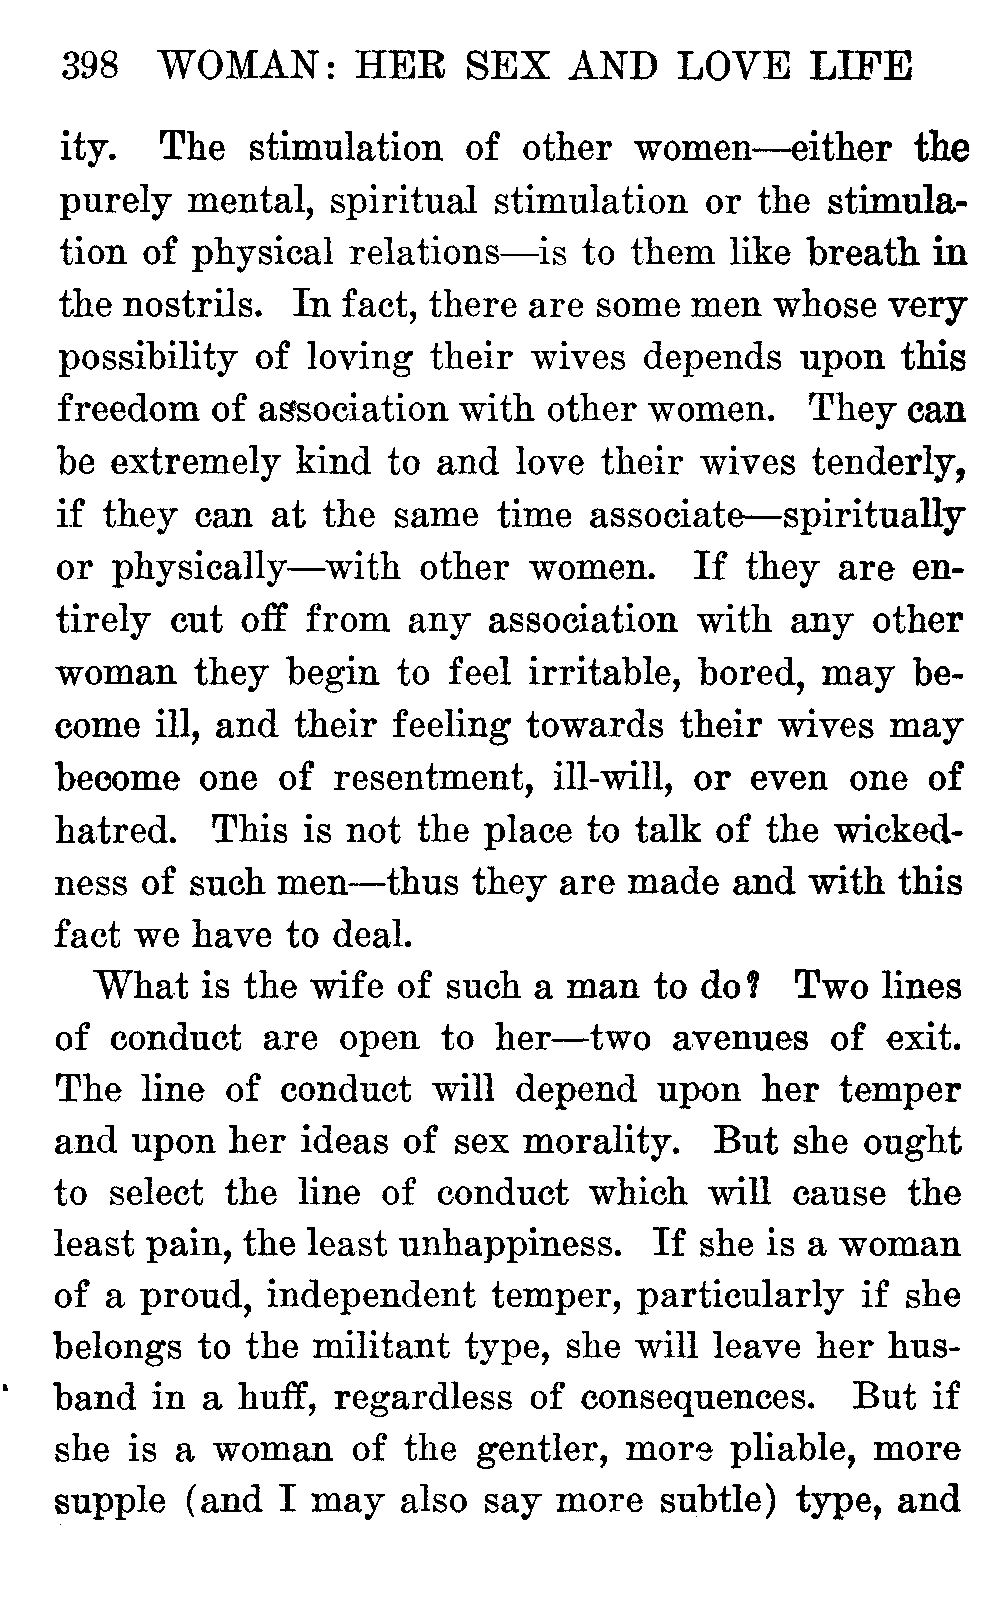 398 WOMAN: HER SEX AND LOVE LIFE
ity. The stimulation of other women—either the
purely mental, spiritual stimulation or the stimula-
tion of physical relations—is to them like breath in
the nostrils. In fact, there are some men whose very
possibility of loving their wives depends upon this
freedom of association with other women. They can
be extremely kind to and love their wives tenderly,
if they can at the same time associate—spiritually
or physically—with other women. If they are en-
tirely cut off from any association with any other
woman they begin to feel irritable, bored, may be-
come ill, and their feeling towards their wives may
become one of resentment, ill-will, or even one of
hatred. This is not the place to talk of the wicked-
ness of such men—thus they are made and with this
fact we have to deal.
What is the wife of such a man to do? Two lines
of conduct are open to her—two avenues of exit.
The line of conduct will depend upon her temper
and upon her ideas of sex morality. But she ought
to select the line of conduct which will cause the
least pain, the least unhappiness. If she is a woman
of a proud, independent temper, particularly if she
belongs to the militant type, she will leave her hus-
band in a huff, regardless of consequences. But if
she is a woman of the gentler, more pliable, more
supple (and I may also say more subtle) type, and